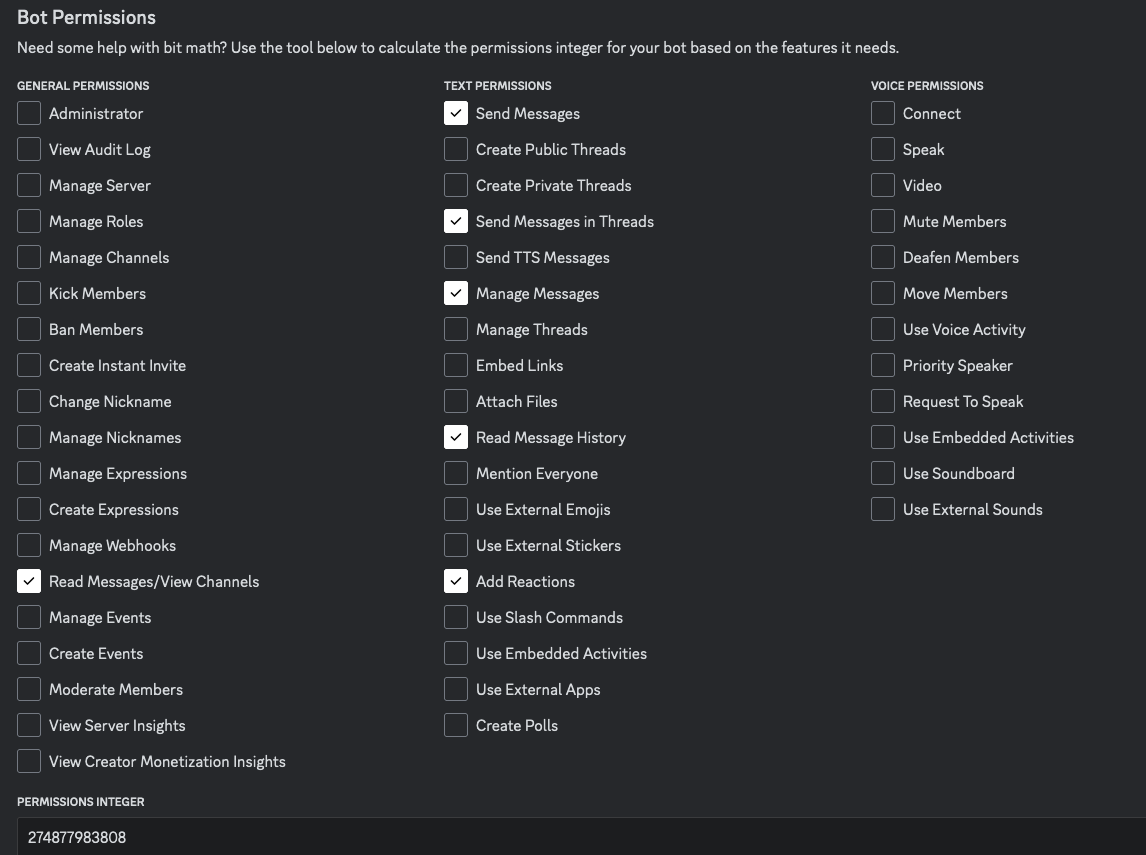 Bot Permissions
Need some help with bit math? Use the tool below to calculate the permissions integer for your bot based on the features it needs.
GENERAL PERMISSIONS
Administrator
View Audit Log
Manage Server
Manage Roles
Manage Channels
Kick Members
Ban Members
Create Instant Invite
Change Nickname
Manage Nicknames
Manage Expressions
Create Expressions
Manage Webhooks
Read Messages/View Channels
Manage Events
Create Events
Moderate Members
View Server Insights
View Creator Monetization Insights
TEXT PERMISSIONS
Send Messages
Create Public Threads
Create Private Threads
Send Messages in Threads
Send TTS Messages
Manage Messages
Manage Threads
Embed Links
Attach Files
Read Message History
Mention Everyone
Use External Emojis
Use External Stickers
Add Reactions
Use Slash Commands
Use Embedded Activities
Use External Apps
Create Polls
VOICE PERMISSIONS
Connect
Speak
Video
Mute Members
Deafen Members
Move Members
Use Voice Activity
Priority Speaker
Request To Speak
Use Embedded Activities
Use Soundboard
Use External Sounds
PERMISSIONS INTEGER
274877983808